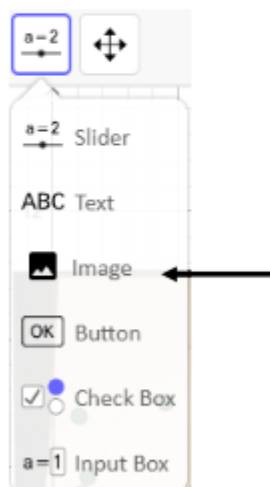 a=2
a=2 Slider
ABC Text
Image
OK Button
Check Box
a=1 Input Box